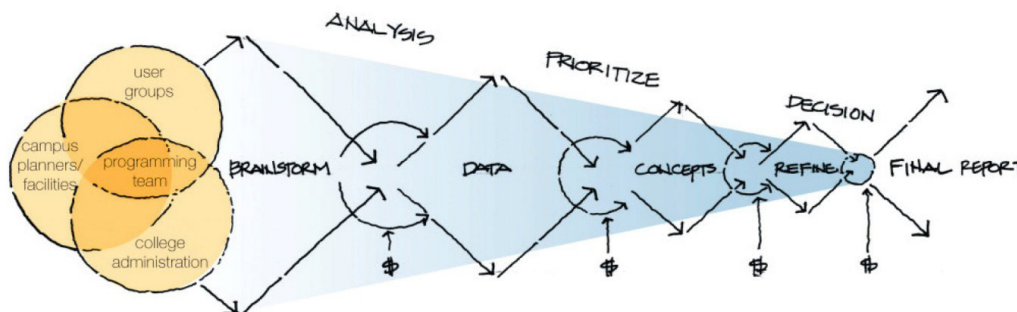 user
groups
campus
planners/
facilities
programming
team
college
administration
ANALYSIS
PRIORITIZE
DECISION
BRAINSTORM
DATA
CONCEPTS
REFINE
FINAL REPORT
$
$
$
$